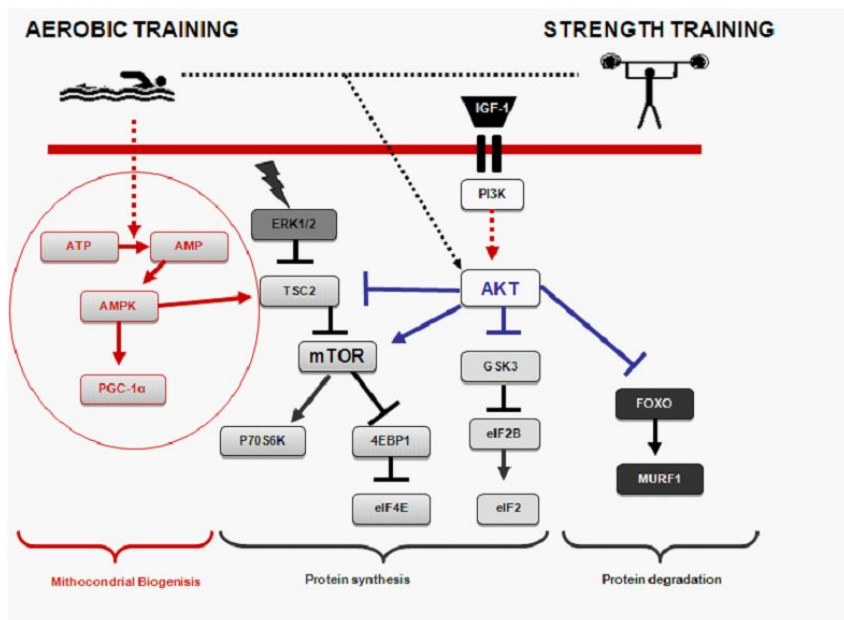 AEROBIC TRAINING
STRENGTH TRAINING
IGF-1
PI3K
ERK1/2
ATP
AMP
TSC2
AKT
AMPK
mTOR
GSK3
PGC-1α
FOXO
P70S6K
4EBP1
eIF2B
MURF1
eIF4E
eIF2
Mithocondrial Biogenisis
Protein synthesis
Protein degradation